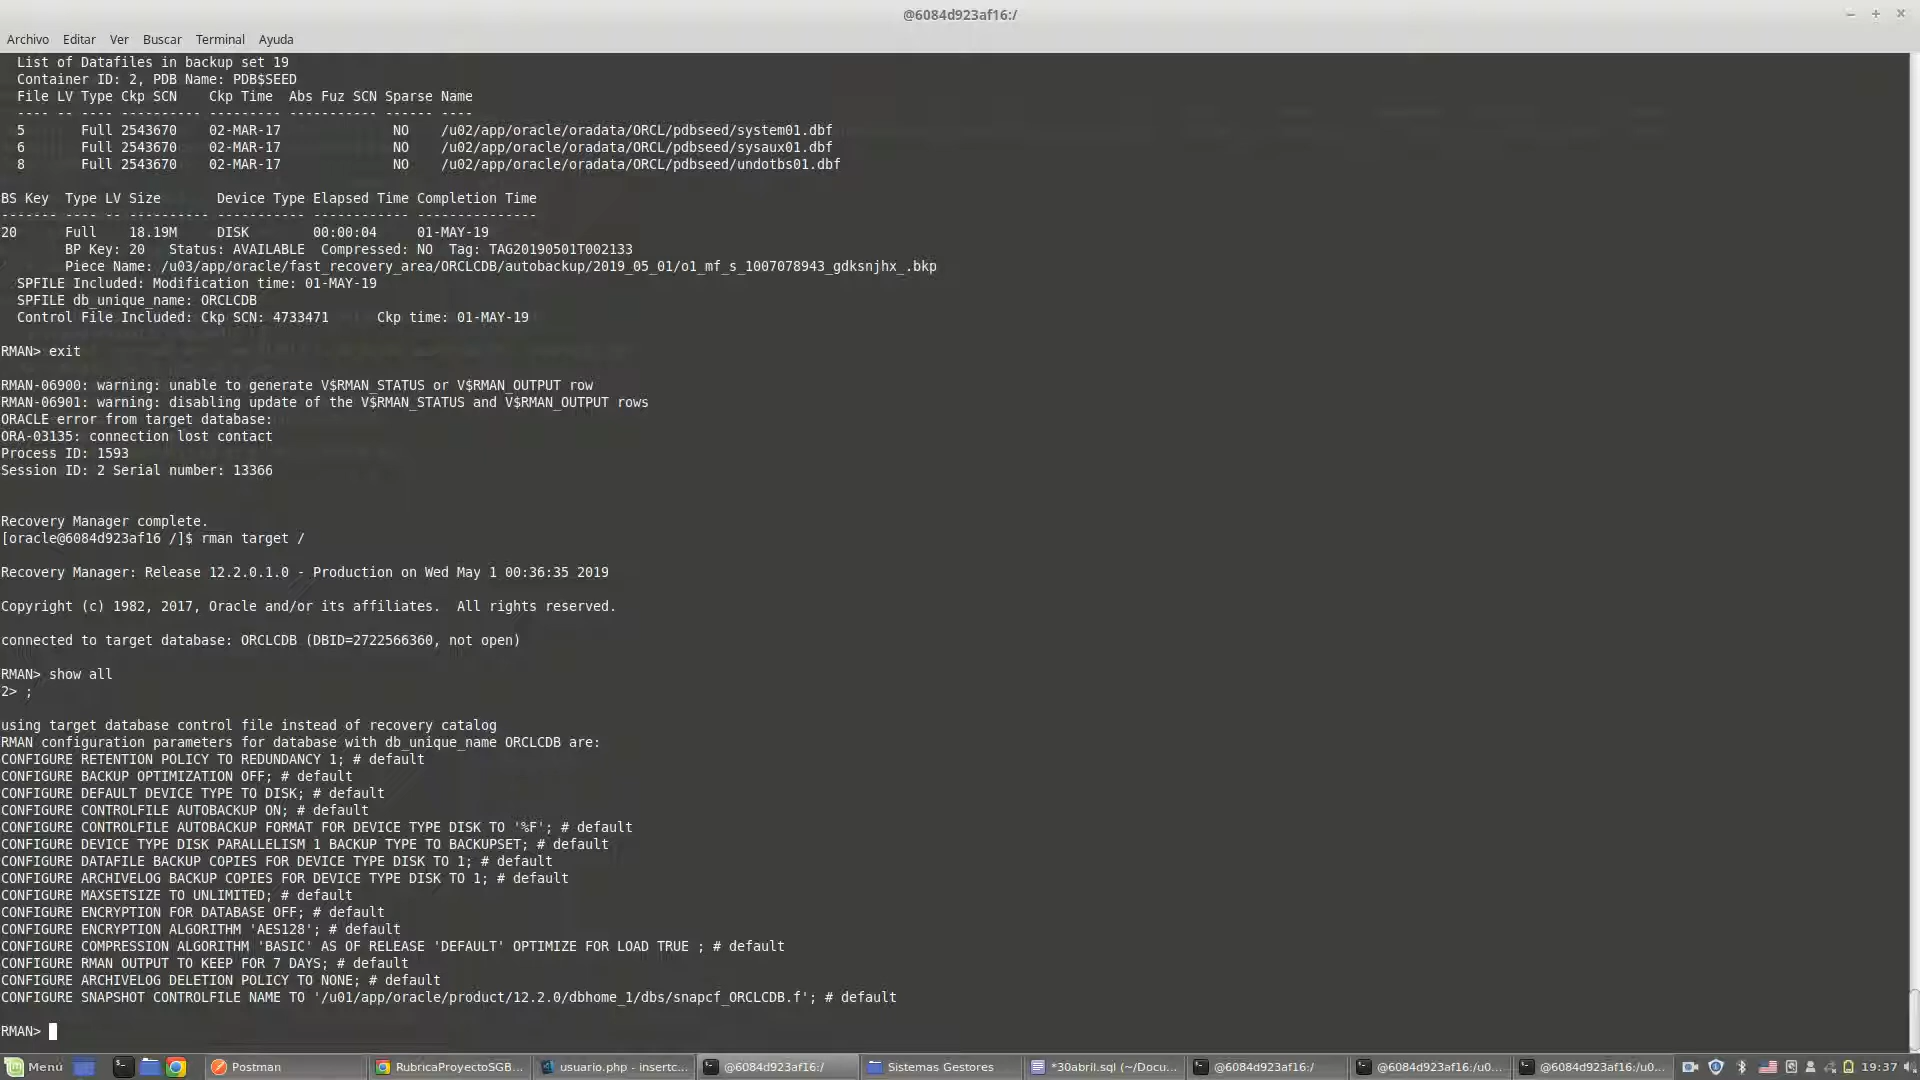 @6084d923af16:/
Archivo Editar Ver Buscar Terminal Ayuda
List of Datafiles in backup set 19
Container ID: 2, PDB Name: PDB$SEED
File LV Type Ckp SCN    Ckp Time  Abs Fuz SCN Sparse Name
---- -- ---- ---------- --------- ----------- ------ ----
5       Full 2543670    02-MAR-17              NO    /u02/app/oracle/oradata/ORCL/pdbseed/system01.dbf
6       Full 2543670    02-MAR-17              NO    /u02/app/oracle/oradata/ORCL/pdbseed/sysaux01.dbf
8       Full 2543670    02-MAR-17              NO    /u02/app/oracle/oradata/ORCL/pdbseed/undotbs01.dbf
BS Key  Type LV Size       Device Type Elapsed Time Completion Time
------- ---- -- ---------- ----------- ------------ ---------------
20      Full    18.19M     DISK        00:00:04     01-MAY-19
BP Key: 20   Status: AVAILABLE  Compressed: NO  Tag: TAG20190501T002133
Piece Name: /u03/app/oracle/fast_recovery_area/ORCLCDB/autobackup/2019_05_01/o1_mf_s_1007078943_gdksnjhx_.bkp
SPFILE Included: Modification time: 01-MAY-19
SPFILE db_unique_name: ORCLCDB
Control File Included: Ckp SCN: 4733471      Ckp time: 01-MAY-19
RMAN> exit
RMAN-06900: warning: unable to generate V$RMAN_STATUS or V$RMAN_OUTPUT row
RMAN-06901: warning: disabling update of the V$RMAN_STATUS and V$RMAN_OUTPUT rows
ORACLE error from target database:
ORA-03135: connection lost contact
Process ID: 1593
Session ID: 2 Serial number: 13366
Recovery Manager complete.
[oracle@6084d923af16 /]$ rman target /
Recovery Manager: Release 12.2.0.1.0 - Production on Wed May 1 00:36:35 2019
Copyright (c) 1982, 2017, Oracle and/or its affiliates.  All rights reserved.
connected to target database: ORCLCDB (DBID=2722566360, not open)
RMAN> show all
2> ;
using target database control file instead of recovery catalog
RMAN configuration parameters for database with db_unique_name ORCLCDB are:
CONFIGURE RETENTION POLICY TO REDUNDANCY 1; # default
CONFIGURE BACKUP OPTIMIZATION OFF; # default
CONFIGURE DEFAULT DEVICE TYPE TO DISK; # default
CONFIGURE CONTROLFILE AUTOBACKUP ON; # default
CONFIGURE CONTROLFILE AUTOBACKUP FORMAT FOR DEVICE TYPE DISK TO '%F'; # default
CONFIGURE DEVICE TYPE DISK PARALLELISM 1 BACKUP TYPE TO BACKUPSET; # default
CONFIGURE DATAFILE BACKUP COPIES FOR DEVICE TYPE DISK TO 1; # default
CONFIGURE ARCHIVELOG BACKUP COPIES FOR DEVICE TYPE DISK TO 1; # default
CONFIGURE MAXSETSIZE TO UNLIMITED; # default
CONFIGURE ENCRYPTION FOR DATABASE OFF; # default
CONFIGURE ENCRYPTION ALGORITHM 'AES128'; # default
CONFIGURE COMPRESSION ALGORITHM 'BASIC' AS OF RELEASE 'DEFAULT' OPTIMIZE FOR LOAD TRUE ; # default
CONFIGURE RMAN OUTPUT TO KEEP FOR 7 DAYS; # default
CONFIGURE ARCHIVELOG DELETION POLICY TO NONE; # default
CONFIGURE SNAPSHOT CONTROLFILE NAME TO '/u01/app/oracle/product/12.2.0/dbhome_1/dbs/snapcf_ORCLCDB.f'; # default
RMAN>
Menú Postman RubricaProyectoSGB... usuario.php - insertc... @6084d923af16:/ Sistemas Gestores *30abril.sql (~/Docu... @6084d923af16:/ @6084d923af16:/u0... @6084d923af16:/u0... 19:37